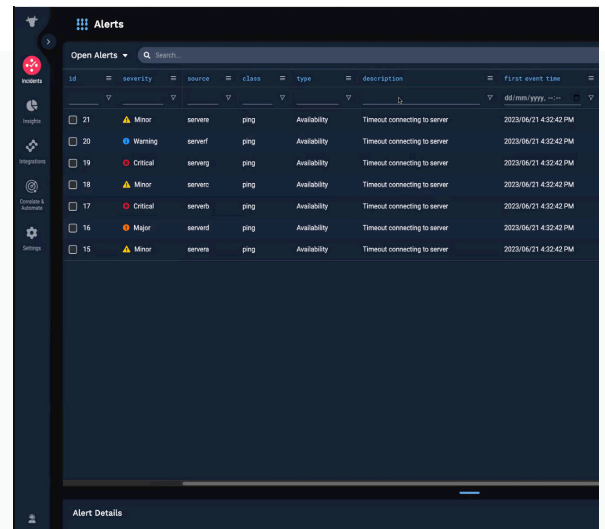 Alerts
Open Alerts
Search...
id severity source class type description first event time
dd/mm/yyyy, --:--
21 Minor servere ping Availability Timeout connecting to server 2023/06/21 4:32:42 PM
20 Warning serverf ping Availability Timeout connecting to server 2023/06/21 4:32:42 PM
19 Critical serverg ping Availability Timeout connecting to server 2023/06/21 4:32:42 PM
18 Minor serverc ping Availability Timeout connecting to server 2023/06/21 4:32:42 PM
17 Critical serverb ping Availability Timeout connecting to server 2023/06/21 4:32:42 PM
16 Major serverd ping Availability Timeout connecting to server 2023/06/21 4:32:42 PM
15 Minor servera ping Availability Timeout connecting to server 2023/06/21 4:32:42 PM
Incidents
Insights
Integrations
Correlate &
Automate
Settings
Alert Details